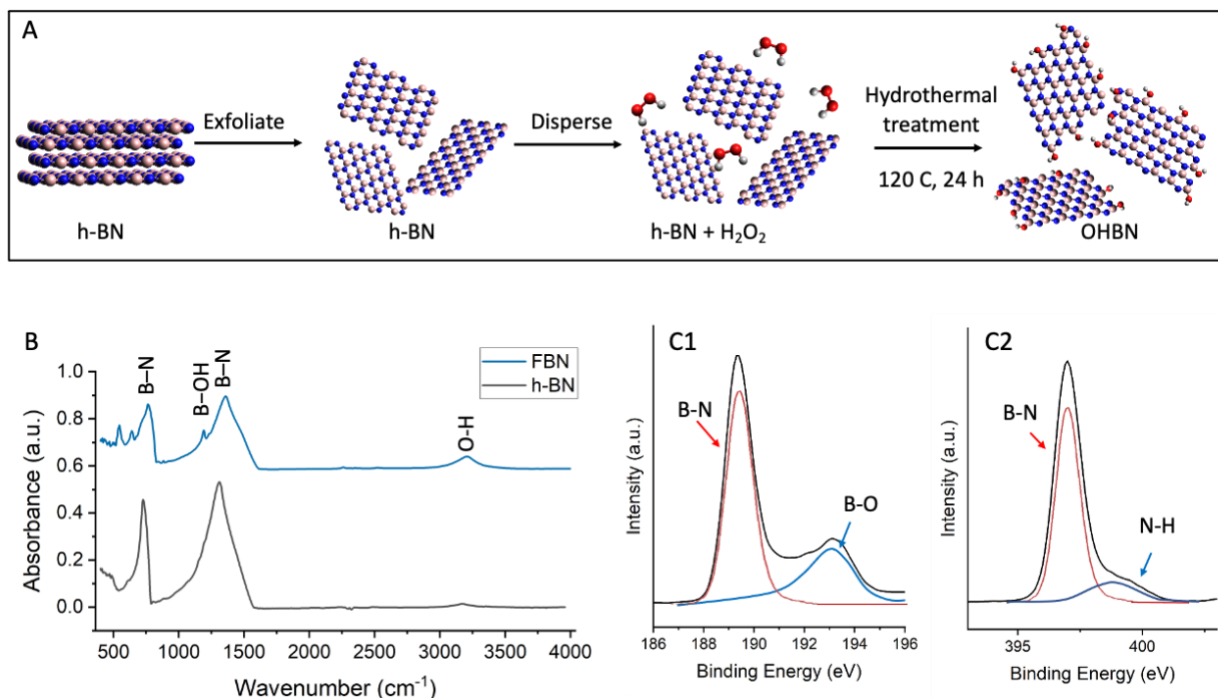 A
Exfoliate
Disperse
Hydrothermal
treatment
120 C, 24 h
h-BN
h-BN
h-BN + H₂O₂
OHBN
B
FBN
h-BN
B–N
B–OH
B–N
O-H
1.0
0.8
0.6
0.4
0.2
0.0
Absorbance (a.u.)
500 1000 1500 2000 2500 3000 3500 4000
Wavenumber (cm⁻¹)
C1
B-N
B-O
Intensity (a.u.)
186 188 190 192 194 196
Binding Energy (eV)
C2
B-N
N-H
Intensity (a.u.)
395 400
Binding Energy (eV)